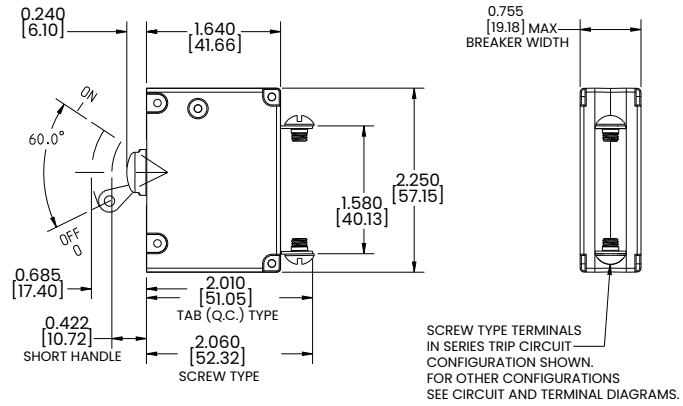 0.240
[6.10]
1.640
[41.66]
0.755
[19.18] MAX
BREAKER WIDTH
ON
I
60.0°
OFF
O
2.250
[57.15]
1.580
[40.13]
0.685
[17.40]
2.010
[51.05]
TAB (Q.C.) TYPE
0.422
[10.72]
SHORT HANDLE
2.060
[52.32]
SCREW TYPE
SCREW TYPE TERMINALS
IN SERIES TRIP CIRCUIT
CONFIGURATION SHOWN.
FOR OTHER CONFIGURATIONS
SEE CIRCUIT AND TERMINAL DIAGRAMS.